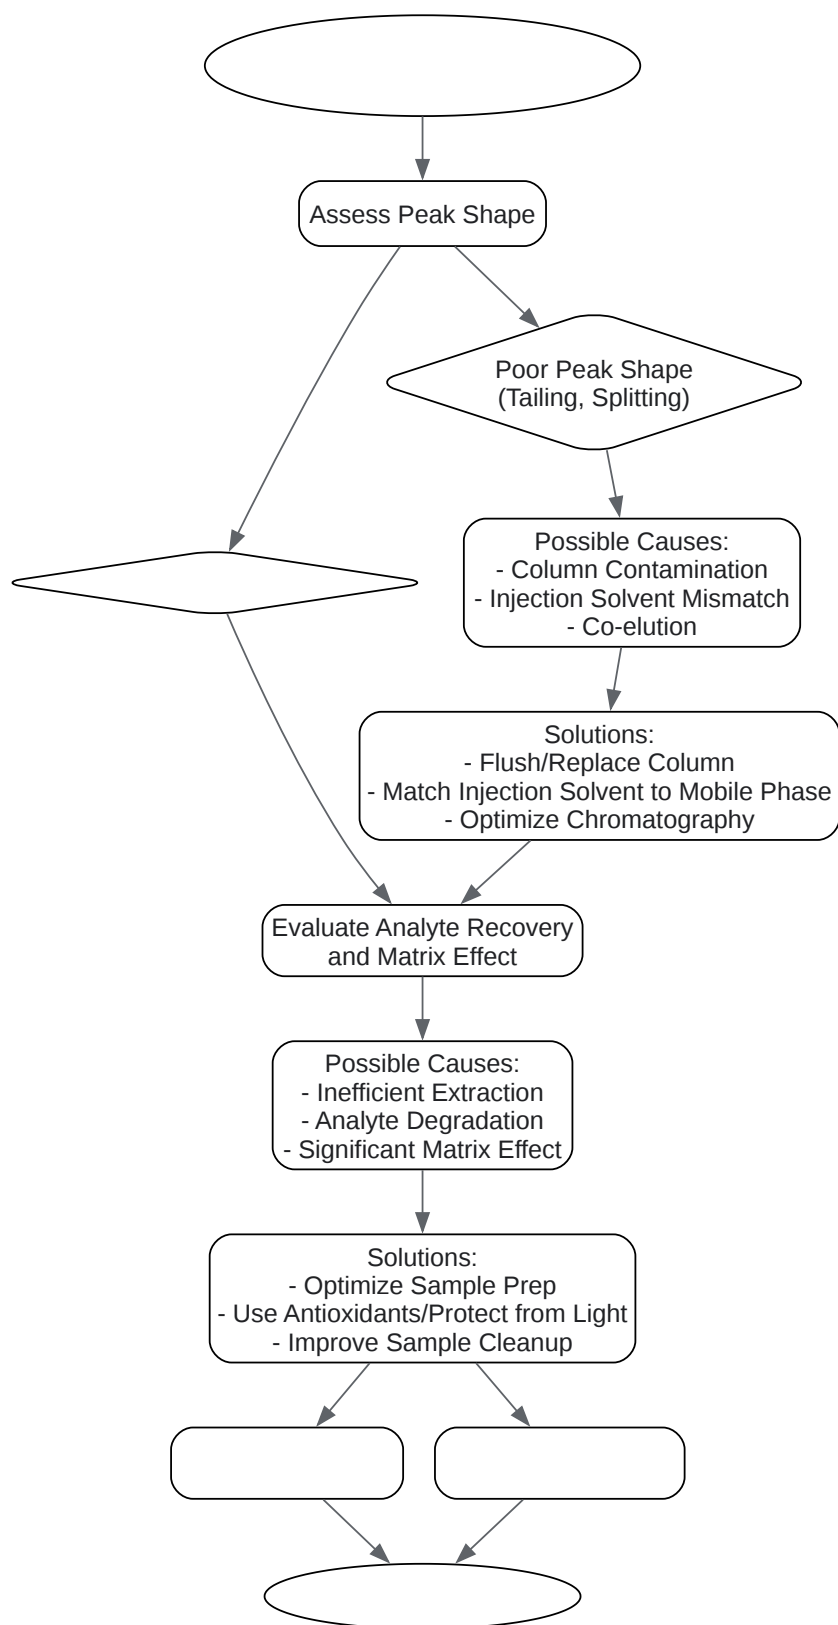 Assess Peak Shape
Poor Peak Shape
(Tailing, Splitting)
Possible Causes:
- Column Contamination
- Injection Solvent Mismatch
- Co-elution
Solutions:
- Flush/Replace Column
- Match Injection Solvent to Mobile Phase
- Optimize Chromatography
Evaluate Analyte Recovery
and Matrix Effect
Possible Causes:
- Inefficient Extraction
- Analyte Degradation
- Significant Matrix Effect
Solutions:
- Optimize Sample Prep
- Use Antioxidants/Protect from Light
- Improve Sample Cleanup